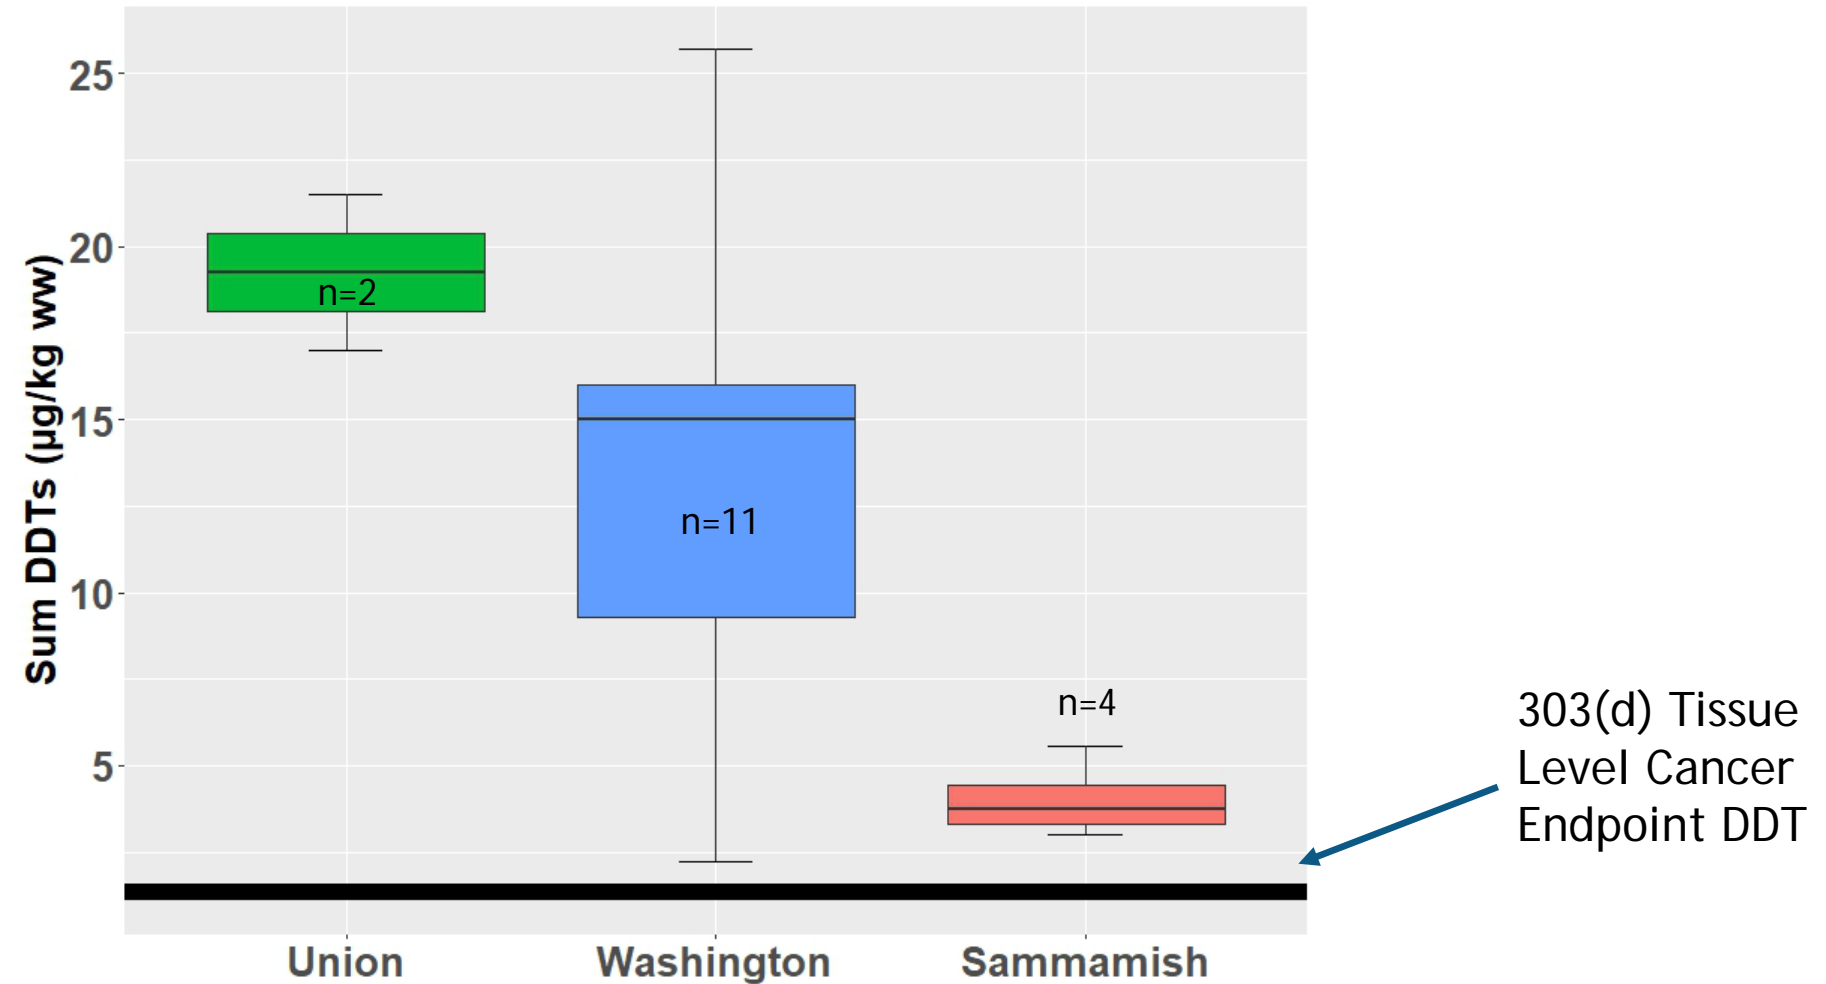 Sum DDTs (µg/kg ww)
25
20
15
10
5
n=2
n=11
n=4
Union
Washington
Sammamish
303(d) Tissue
Level Cancer
Endpoint DDT